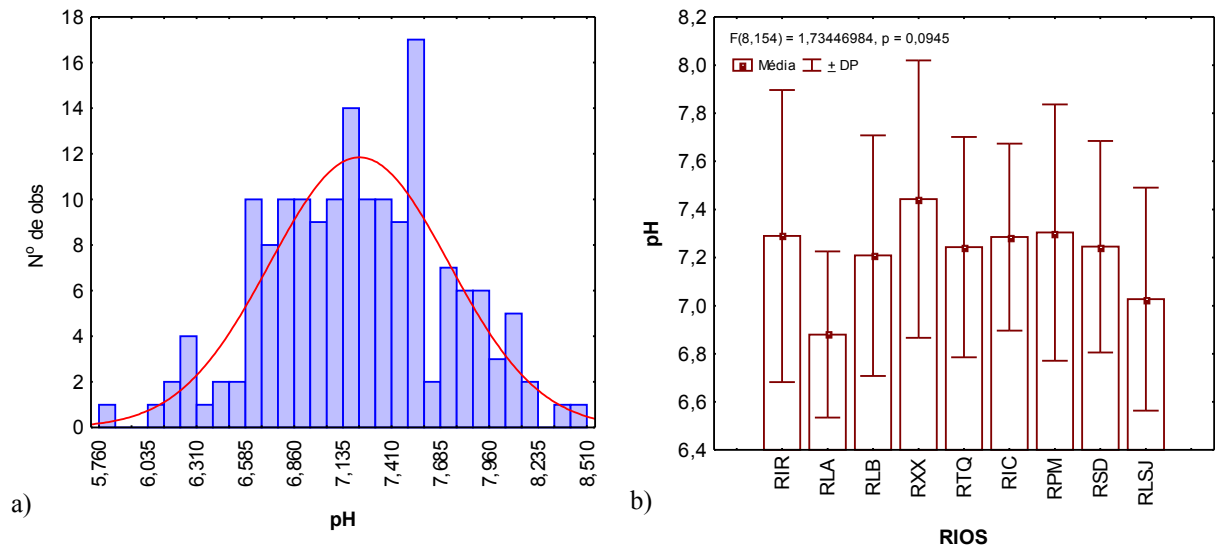 18
16
14
12
10
8
6
4
2
0
Nº de obs
5,760
6,035
6,310
6,585
6,860
7,135
7,410
7,685
7,960
8,235
8,510
a)
pH
8,2
8,0
7,8
7,6
7,4
7,2
7,0
6,8
6,6
6,4
pH
F(8,154) = 1,73446984, p = 0,0945
Média ± DP
RIR
RLA
RLB
RXX
RTQ
RIC
RPM
RSD
RLSJ
b)
RIOS